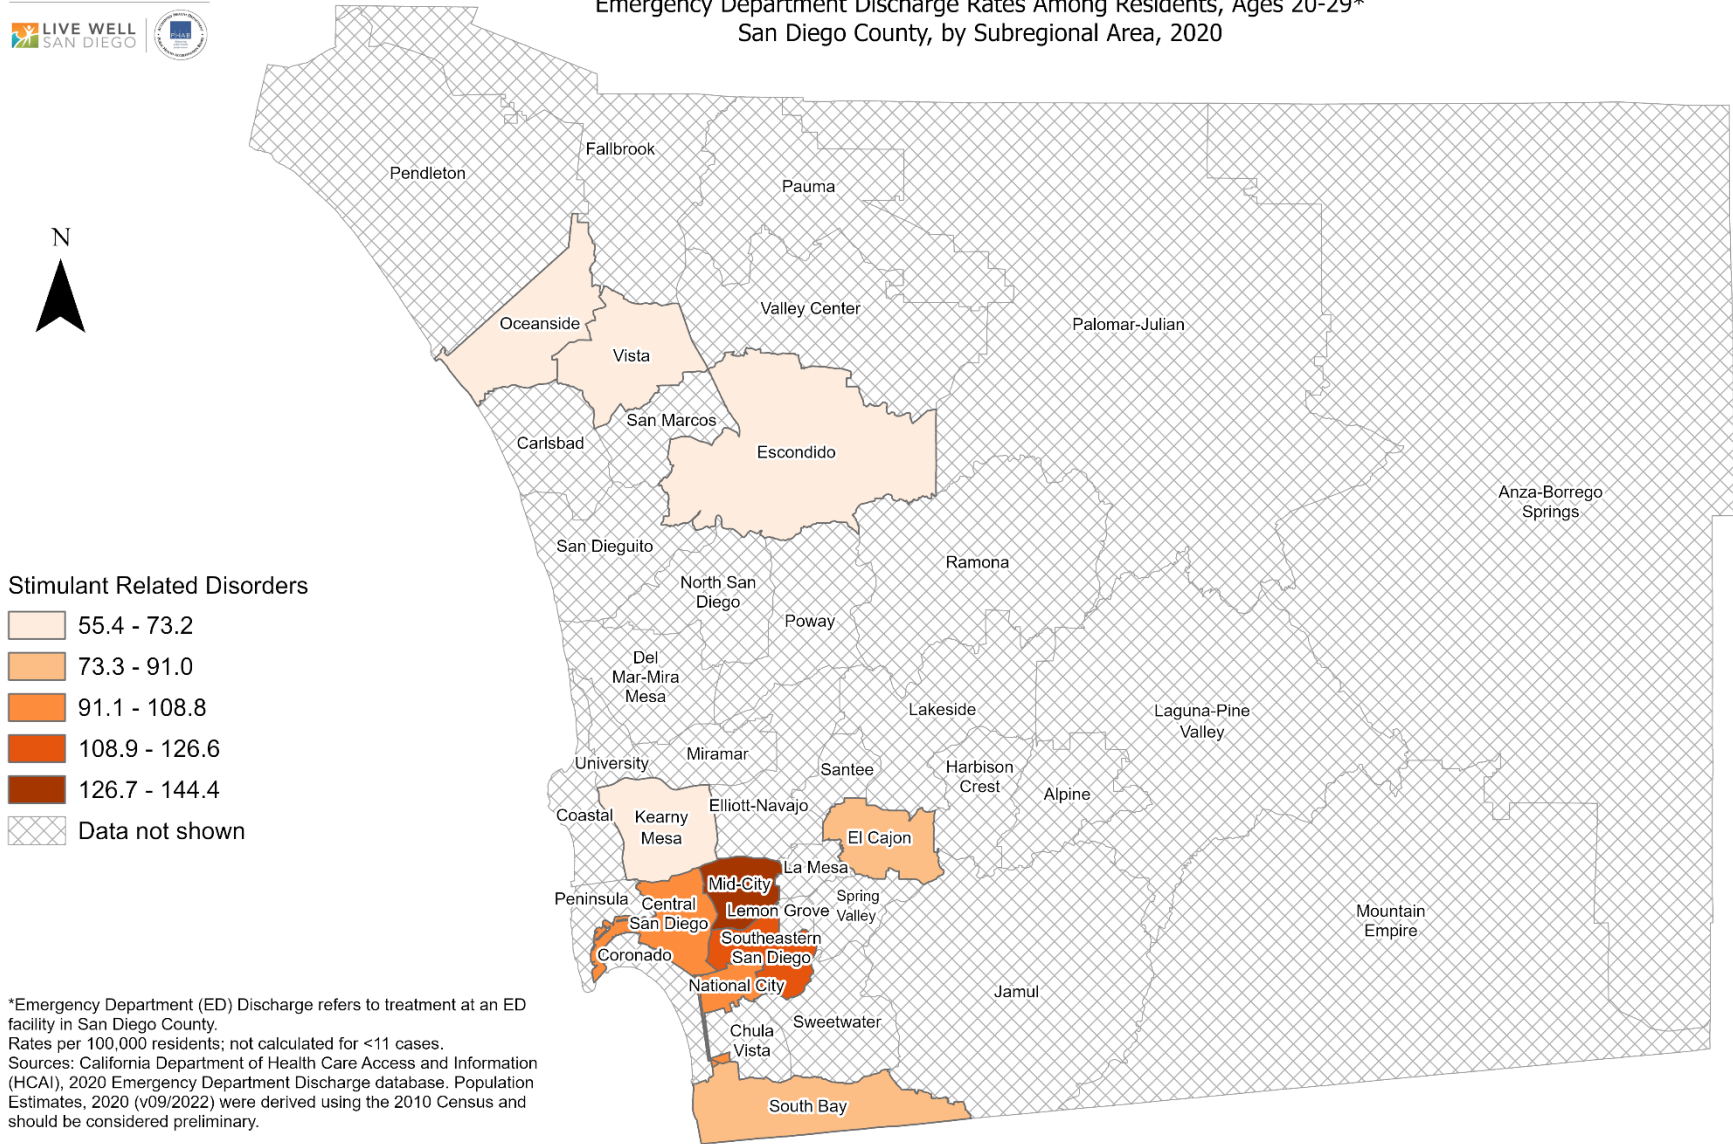 Emergency Department Discharge Rates Among Residents, Ages 20-29*
San Diego County, by Subregional Area, 2020
LIVE WELL
SAN DIEGO
PHAB
N
Pendleton
Fallbrook
Pauma
Oceanside
Vista
Valley Center
Palomar-Julian
San Marcos
Carlsbad
Escondido
Anza-Borrego
Springs
San Dieguito
North San
Diego
Ramona
Poway
Del
Mar-Mira
Mesa
Lakeside
Laguna-Pine
Valley
University
Miramar
Santee
Harbison
Crest
Alpine
Coastal
Kearny
Mesa
Elliott-Navajo
El Cajon
La Mesa
Mid-City
Peninsula
Central
San Diego
Lemon Grove
Spring
Valley
Mountain
Empire
Southeastern
San Diego
Coronado
National City
Jamul
Chula
Vista
Sweetwater
South Bay
Stimulant Related Disorders
55.4 - 73.2
73.3 - 91.0
91.1 - 108.8
108.9 - 126.6
126.7 - 144.4
Data not shown
*Emergency Department (ED) Discharge refers to treatment at an ED
facility in San Diego County.
Rates per 100,000 residents; not calculated for <11 cases.
Sources: California Department of Health Care Access and Information
(HCAI), 2020 Emergency Department Discharge database. Population
Estimates, 2020 (v09/2022) were derived using the 2010 Census and
should be considered preliminary.